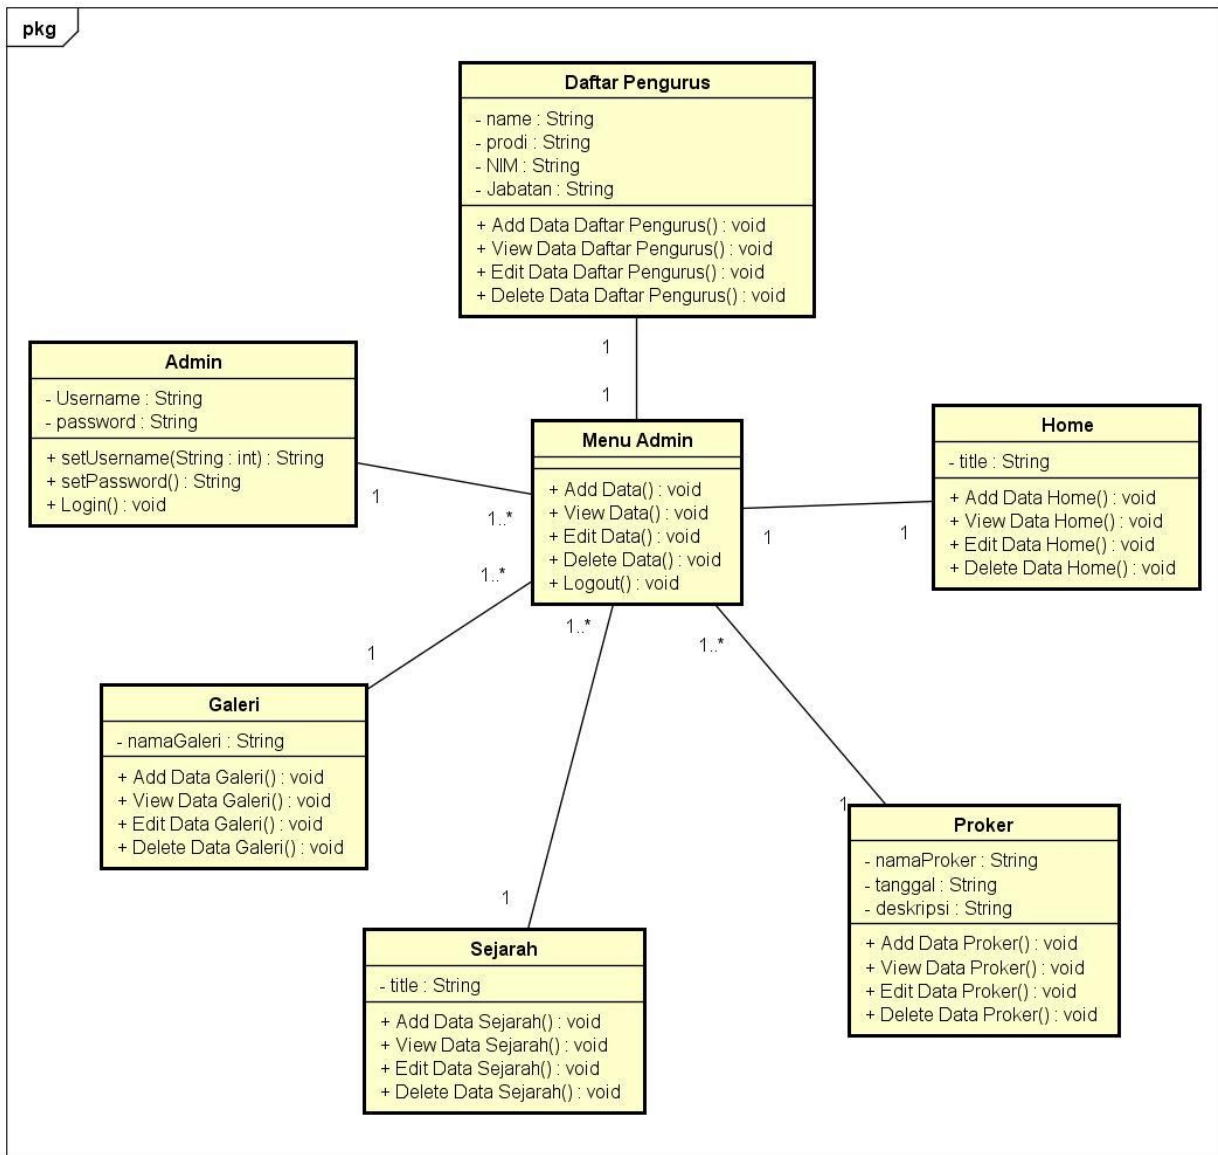 pkg
Daftar Pengurus
- name : String
- prodi : String
- NIM : String
- Jabatan : String
+ Add Data Daftar Pengurus() : void
+ View Data Daftar Pengurus() : void
+ Edit Data Daftar Pengurus() : void
+ Delete Data Daftar Pengurus() : void
1
1
Admin
- Username : String
- password : String
+ setUsername(String : int) : String
+ setPassword() : String
+ Login() : void
1
1..*
Menu Admin
+ Add Data() : void
+ View Data() : void
+ Edit Data() : void
+ Delete Data() : void
+ Logout() : void
1
1
Home
- title : String
+ Add Data Home() : void
+ View Data Home() : void
+ Edit Data Home() : void
+ Delete Data Home() : void
1..*
1
1..*
1..*
Galeri
- namaGaleri : String
+ Add Data Galeri() : void
+ View Data Galeri() : void
+ Edit Data Galeri() : void
+ Delete Data Galeri() : void
1
1
Proker
- namaProker : String
- tanggal : String
- deskripsi : String
+ Add Data Proker() : void
+ View Data Proker() : void
+ Edit Data Proker() : void
+ Delete Data Proker() : void
Sejarah
- title : String
+ Add Data Sejarah() : void
+ View Data Sejarah() : void
+ Edit Data Sejarah() : void
+ Delete Data Sejarah() : void